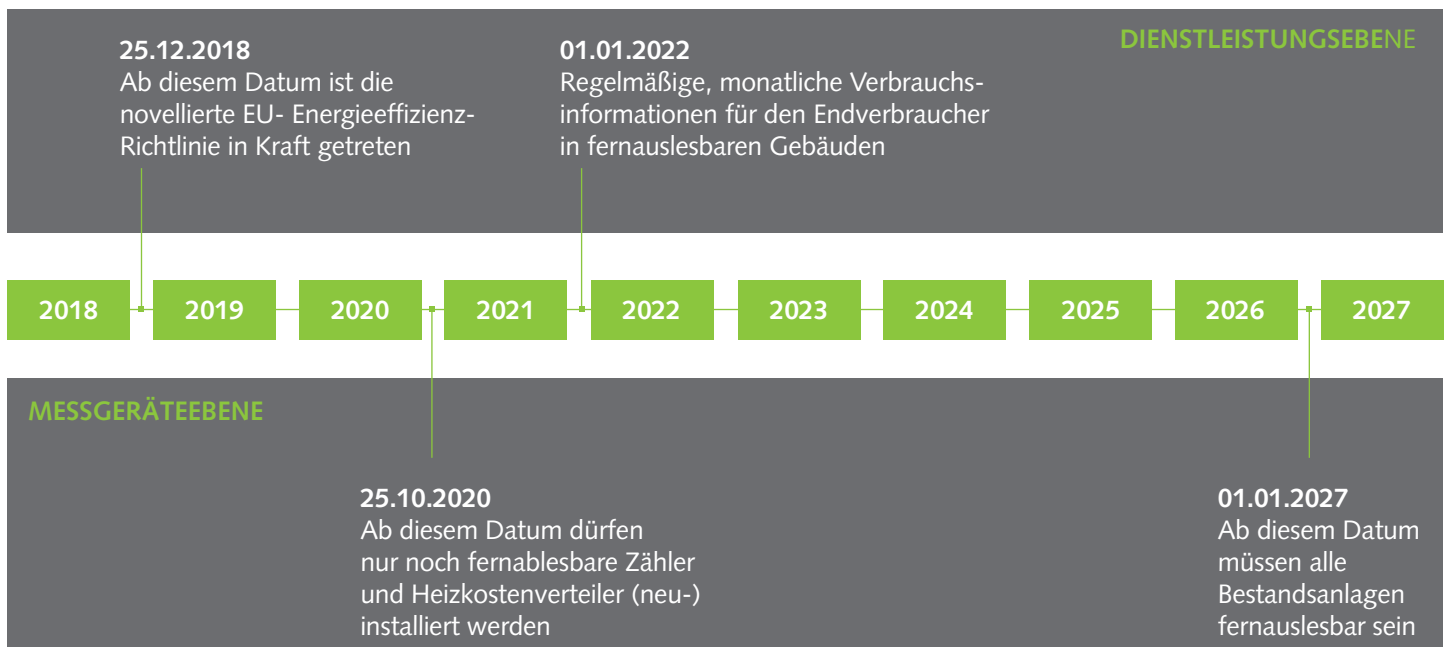 DIENSTLEISTUNGSEBENE
25.12.2018
Ab diesem Datum ist die
novellierte EU- Energieeffizienz-
Richtlinie in Kraft getreten
01.01.2022
Regelmäßige, monatliche Verbrauchs-
informationen für den Endverbraucher
in fernauslesbaren Gebäuden
2018
2019
2020
2021
2022
2023
2024
2025
2026
2027
MESSGERÄTEEBENE
25.10.2020
Ab diesem Datum dürfen
nur noch fernablesbare Zähler
und Heizkostenverteiler (neu-)
installiert werden
01.01.2027
Ab diesem Datum
müssen alle
Bestandsanlagen
fernauslesbar sein